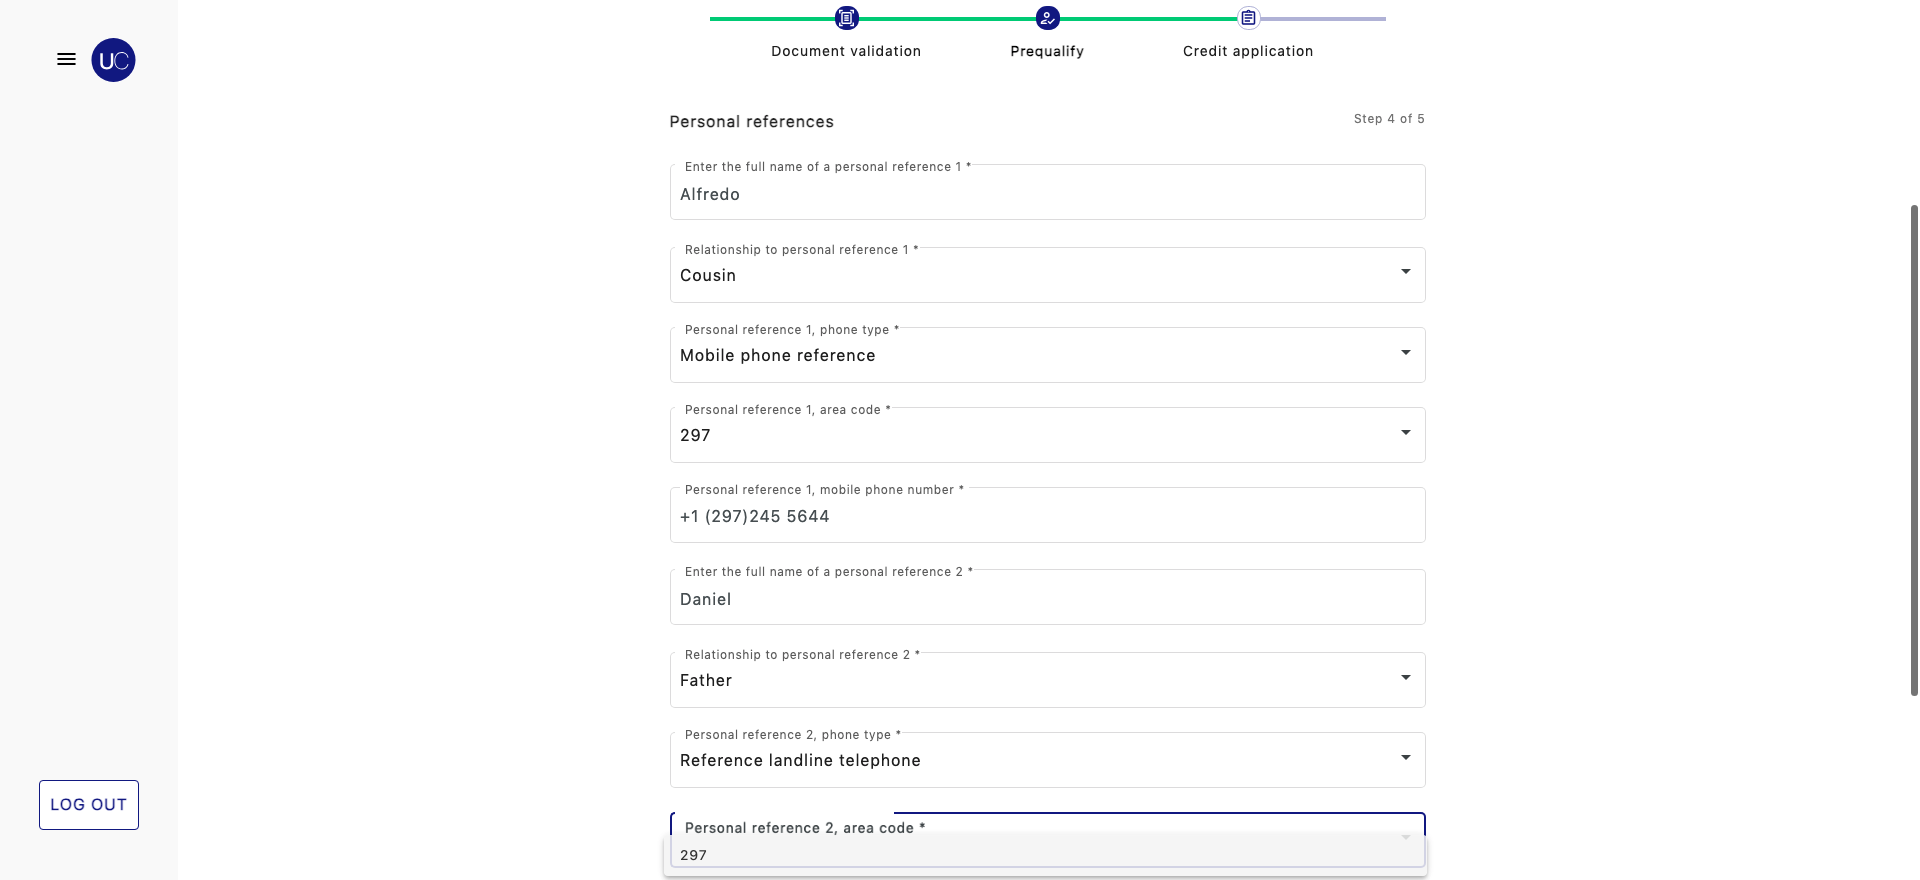 UC
Document validation
Prequalify
Credit application
Personal references
Step 4 of 5
Enter the full name of a personal reference 1 *
Alfredo
Relationship to personal reference 1 *
Cousin
Personal reference 1, phone type *
Mobile phone reference
Personal reference 1, area code *
297
Personal reference 1, mobile phone number *
+1 (297)245 5644
Enter the full name of a personal reference 2 *
Daniel
Relationship to personal reference 2 *
Father
Personal reference 2, phone type *
Reference landline telephone
Personal reference 2, area code *
297
LOG OUT